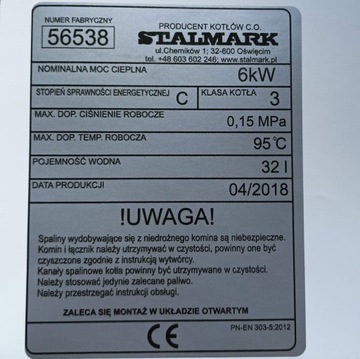 NUMER FABRYCZNY
56538
PRODUCENT KOTŁÓW C.O.
STALMARK
ul.Chemików 1; 32-600 Oświęcim
tel. +48 603 602 246; www.stalmark.pl
NOMINALNA MOC CIEPLNA 6kW
STOPIEŃ SPRAWNOŚCI ENERGETYCZNEJ C KLASA KOTŁA 3
MAX. DOP. CIŚNIENIE ROBOCZE 0,15 MPa
MAX. DOP. TEMP. ROBOCZA 95°C
POJEMNOŚĆ WODNA 32 l
DATA PRODUKCJI 04/2018
!UWAGA!
Spaliny wydobywające się z niedrożnego komina są niebezpieczne.
Komin i łącznik należy utrzymywać w czystości, powinny one być
czyszczone zgodnie z instrukcją wytwórcy.
Kanały spalinowe kotła powinny być utrzymywane w czystości.
Należy stosować jedynie zalecane paliwo.
Należy przestrzegać instrukcji obsługi.
ZALECA SIĘ MONTAŻ W UKŁADZIE OTWARTYM
CE PN-EN 303-5:2012